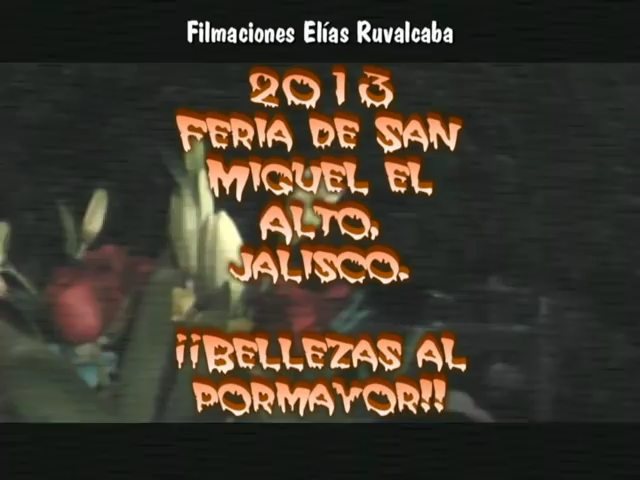 Filmaciones Elías Ruvalcaba
2013
FERIA DE SAN
MIGUEL EL
ALTO,
JALISCO.
¡¡BELLEZAS AL
PORMAYOR!!